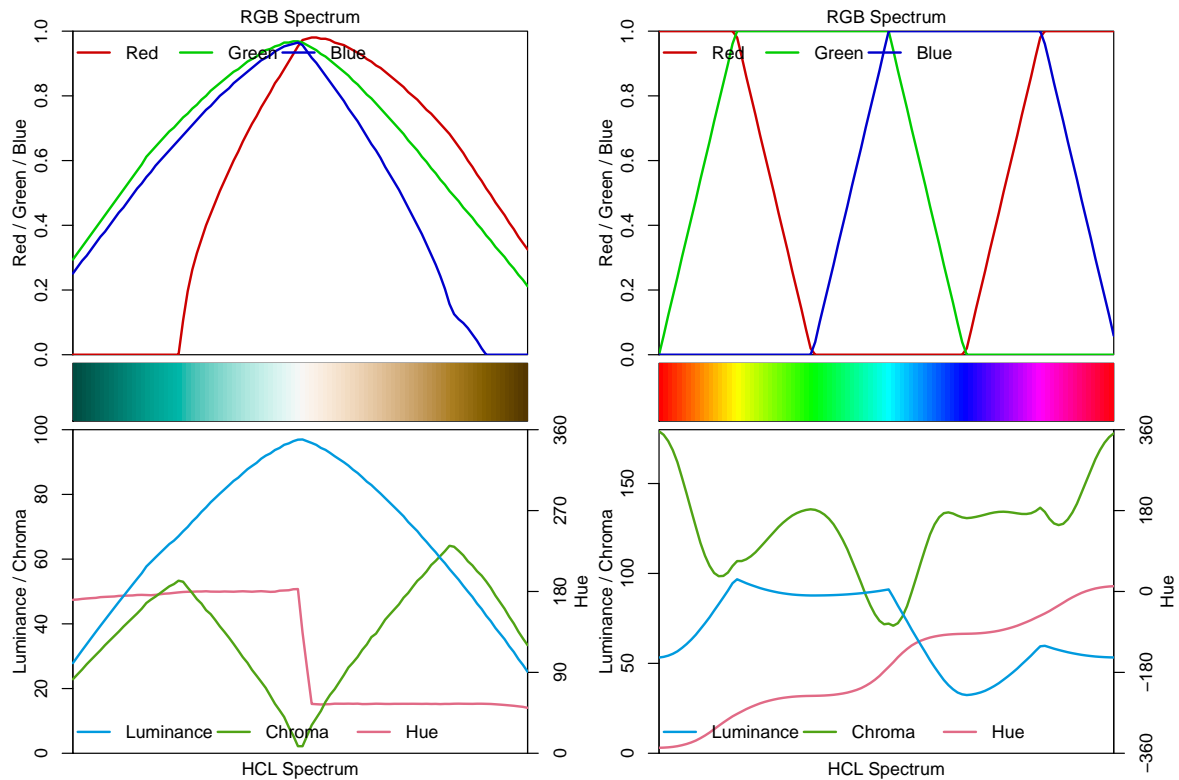 RGB Spectrum
Red Green Blue
Red / Green / Blue
0.0 0.2 0.4 0.6 0.8 1.0
Luminance / Chroma
0 20 40 60 80 100
Hue
0 90 180 270 360
Luminance Chroma Hue
HCL Spectrum
RGB Spectrum
Red Green Blue
Red / Green / Blue
0.0 0.2 0.4 0.6 0.8 1.0
Luminance / Chroma
0 50 100 150
Hue
−360 −180 0 180 360
Luminance Chroma Hue
HCL Spectrum